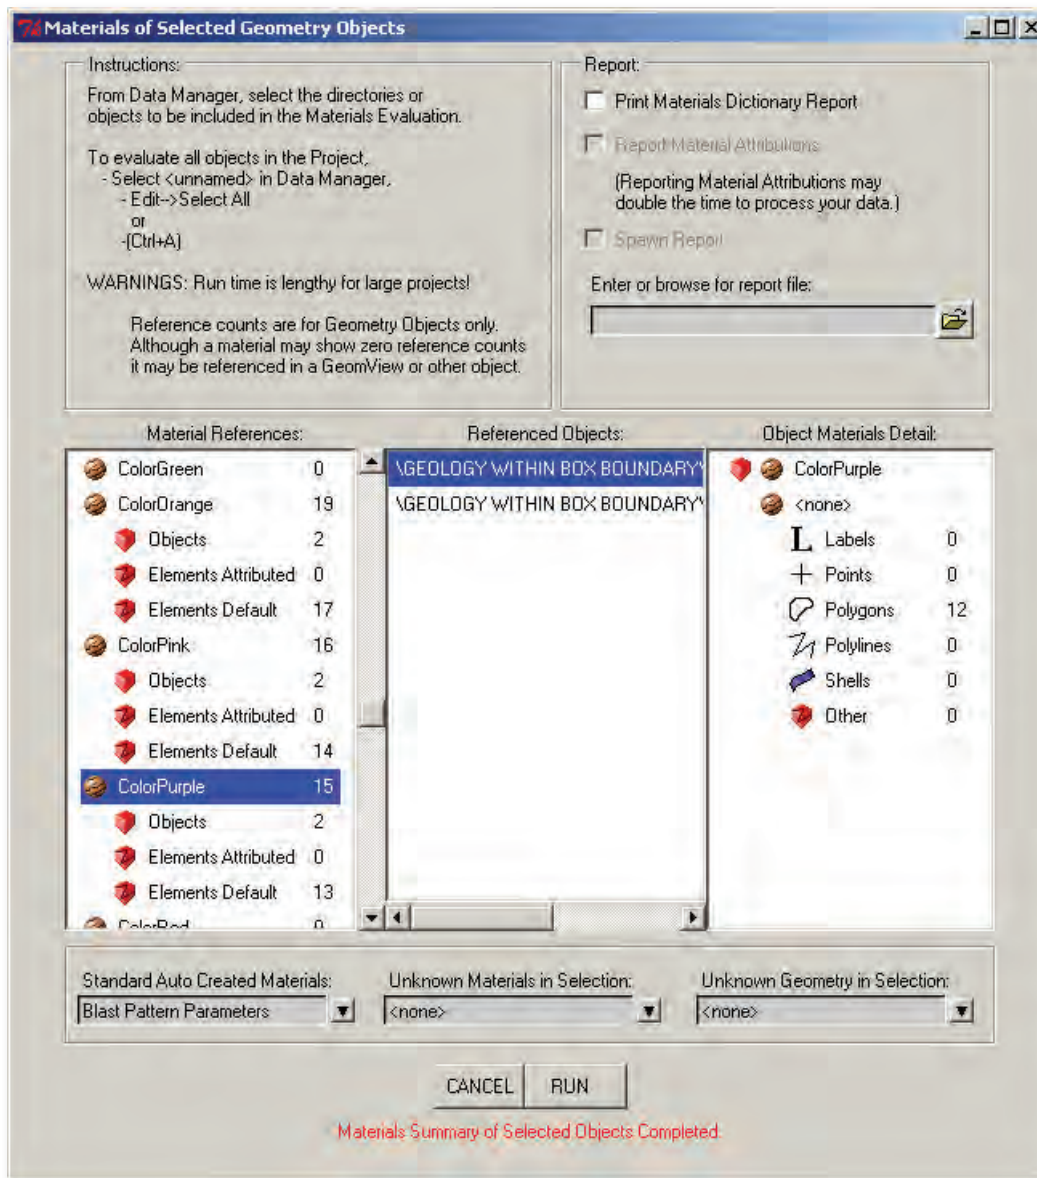 Materials of Selected Geometry Objects
Instructions:
From Data Manager, select the directories or
objects to be included in the Materials Evaluation.
To evaluate all objects in the Project,
- Select <unnamed> in Data Manager,
- Edit-->Select All
or
-(Ctrl+A)
WARNINGS: Run time is lengthy for large projects!
Reference counts are for Geometry Objects only.
Although a material may show zero reference counts
it may be referenced in a GeomView or other object.
Report:
Print Materials Dictionary Report
Report Material Attributions
(Reporting Material Attributions may
double the time to process your data.)
Spawn Report
Enter or browse for report file:
Material References:
ColorGreen 0
ColorOrange 19
Objects 2
Elements Attributed 0
Elements Default 17
ColorPink 16
Objects 2
Elements Attributed 0
Elements Default 14
ColorPurple 15
Objects 2
Elements Attributed 0
Elements Default 13
ColorRed 0
Referenced Objects:
\GEOLOGY WITHIN BOX BOUNDARY\
\GEOLOGY WITHIN BOX BOUNDARY\
Object Materials Detail:
ColorPurple
<none>
Labels 0
Points 0
Polygons 12
Polylines 0
Shells 0
Other 0
Standard Auto Created Materials:
Blast Pattern Parameters
Unknown Materials in Selection:
<none>
Unknown Geometry in Selection:
<none>
CANCEL RUN
Materials Summary of Selected Objects Completed.